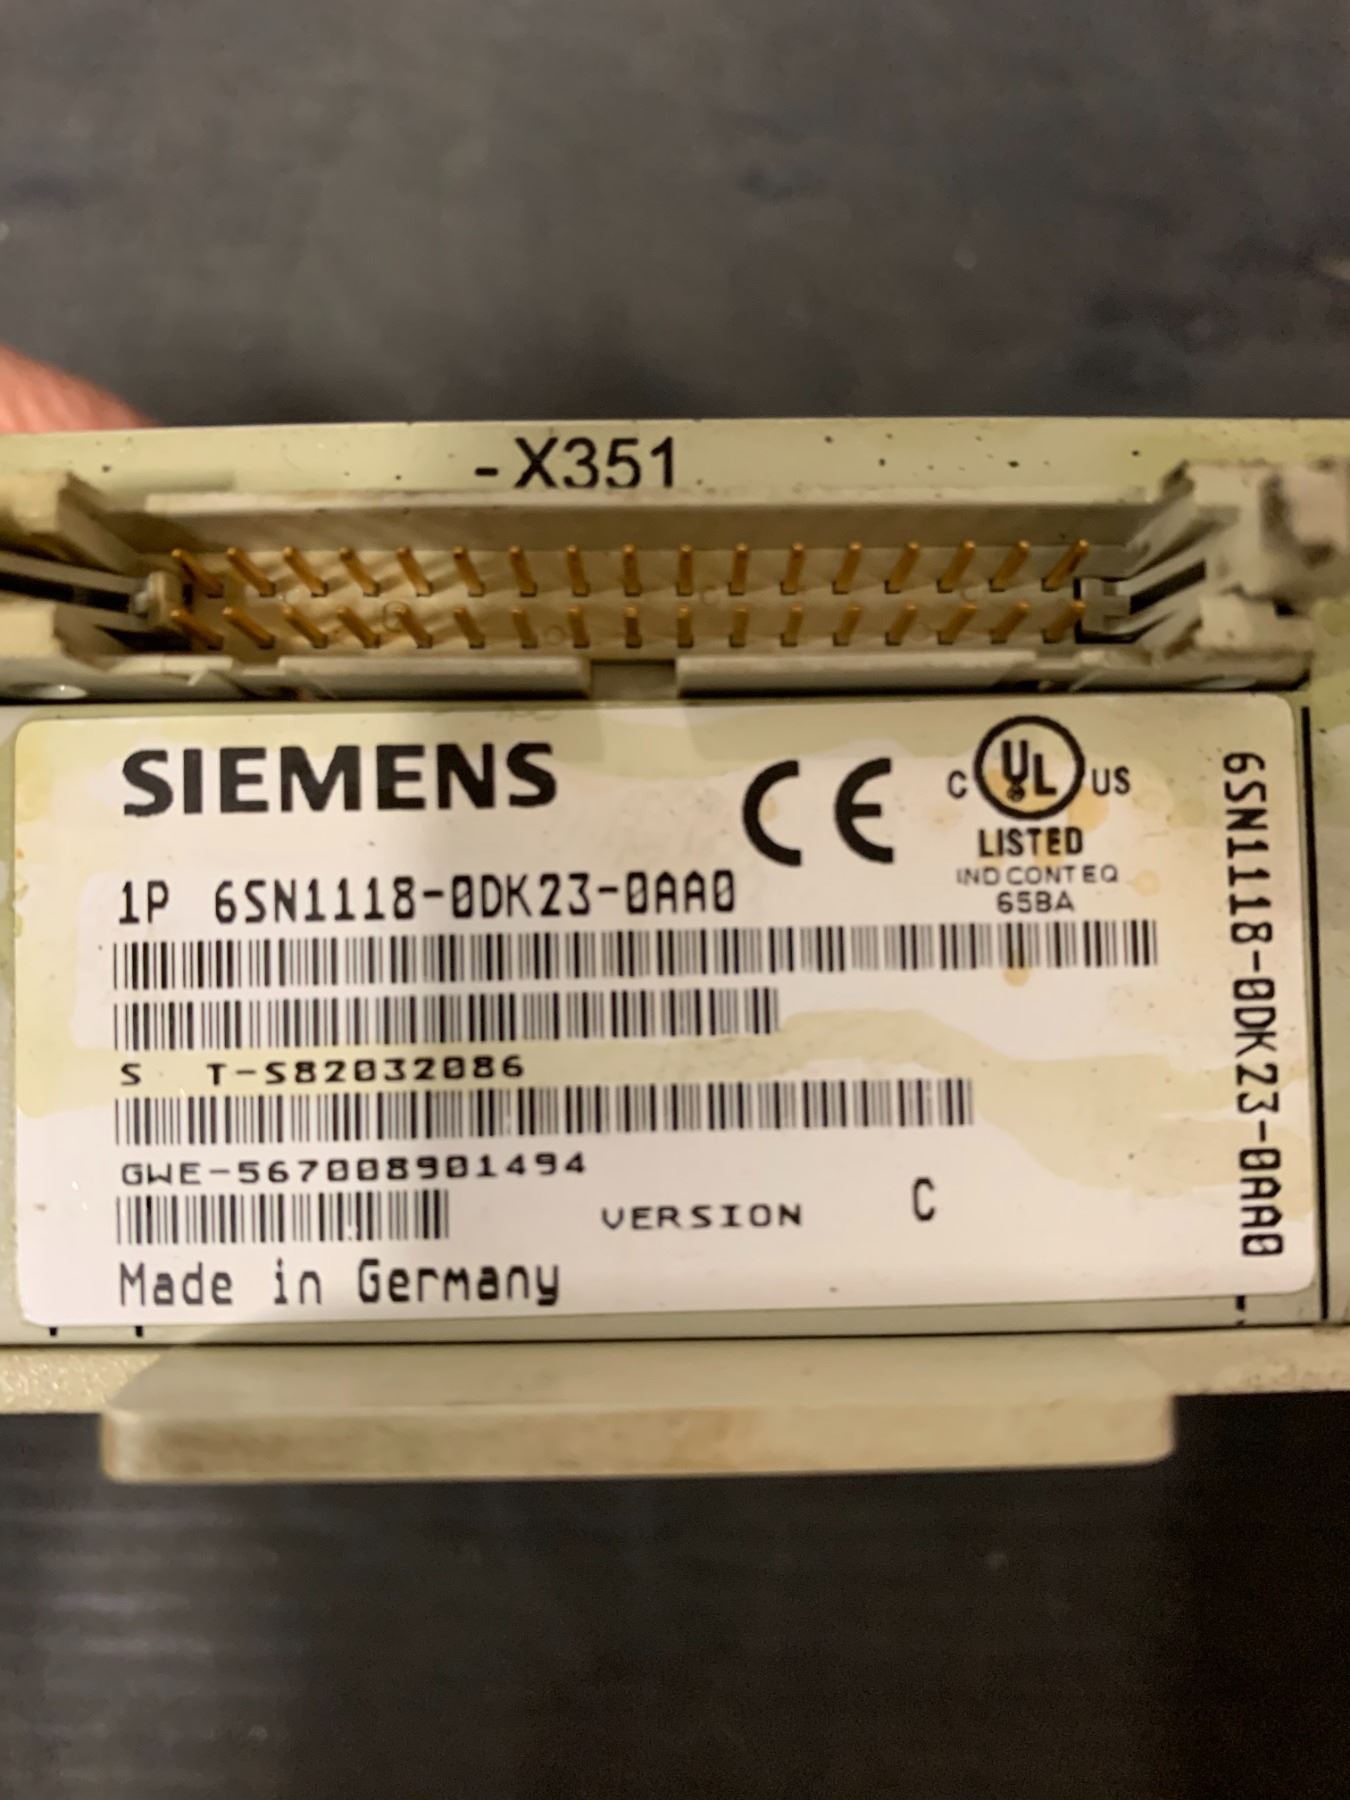 -X351
SIEMENS
CE
C UL US
LISTED
IND CONT EQ
65BA
1P 6SN1118-0DK23-0AA0
S T-S82032086
GWE-567008901494
VERSION C
Made in Germany
6SN1118-0DK23-0AA0